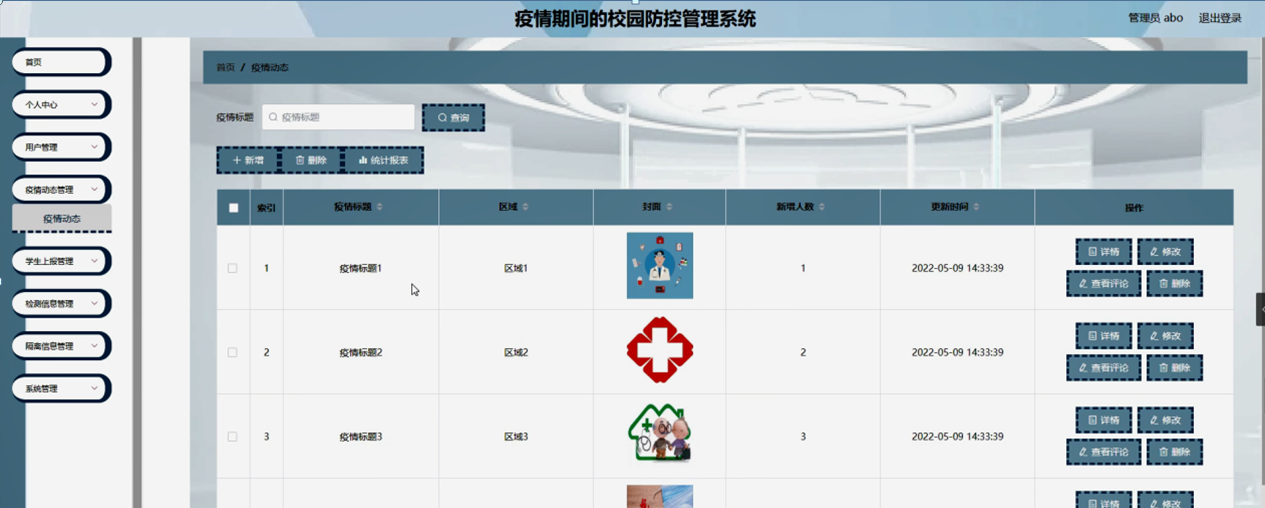 疫情期间的校园防控管理系统
管理员 abo 退出登录
首页
个人中心
用户管理
疫情动态管理
疫情动态
学生上报管理
检测信息管理
隔离信息管理
系统管理
首页 / 疫情动态
疫情标题 疫情标题 查询
新增 删除 统计报表
索引 疫情标题 区域 封面 新增人数 更新时间 操作
1 疫情标题1 区域1 1 2022-05-09 14:33:39 详情 修改
查看评论 删除
2 疫情标题2 区域2 2 2022-05-09 14:33:39 详情 修改
查看评论 删除
3 疫情标题3 区域3 3 2022-05-09 14:33:39 详情 修改
查看评论 删除
详情 修改